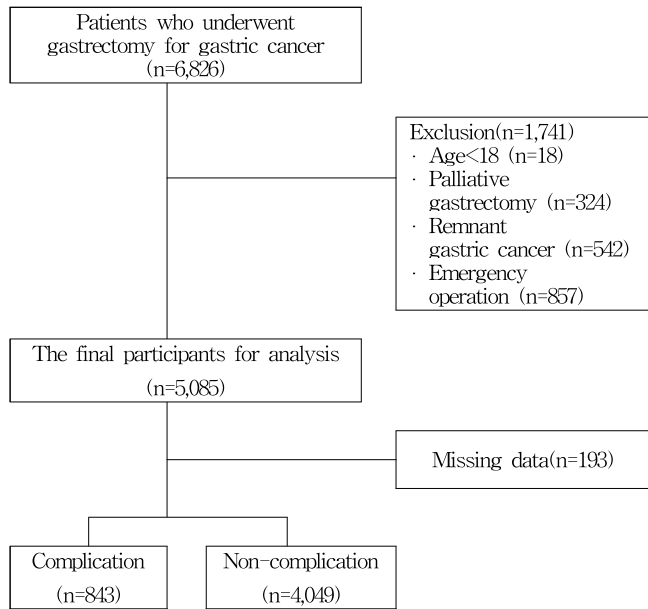 Patients who underwent
gastrectomy for gastric cancer
(n=6,826)
Exclusion(n=1,741)
· Age<18 (n=18)
· Palliative
gastrectomy (n=324)
· Remnant
gastric cancer (n=542)
· Emergency
operation (n=857)
The final participants for analysis
(n=5,085)
Missing data(n=193)
Complication
(n=843)
Non-complication
(n=4,049)